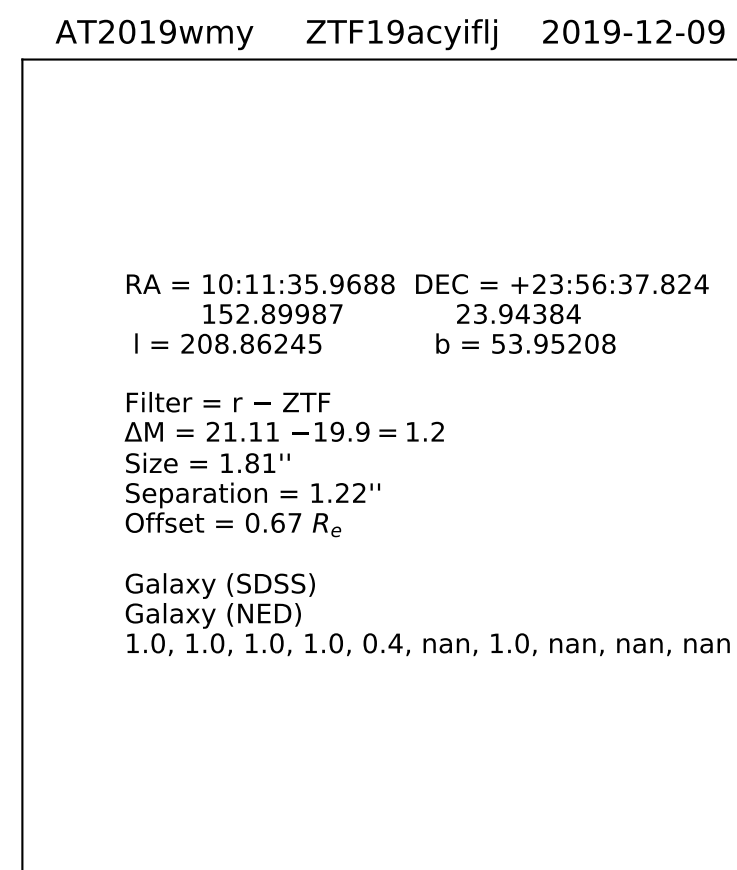 AT2019wmy ZTF19acyiflj 2019-12-09
RA = 10:11:35.9688 DEC = +23:56:37.824
152.89987 23.94384
l = 208.86245 b = 53.95208
Filter = r − ZTF
ΔM = 21.11 −19.9 = 1.2
Size = 1.81''
Separation = 1.22''
Offset = 0.67 Rₑ
Galaxy (SDSS)
Galaxy (NED)
1.0, 1.0, 1.0, 1.0, 0.4, nan, 1.0, nan, nan, nan